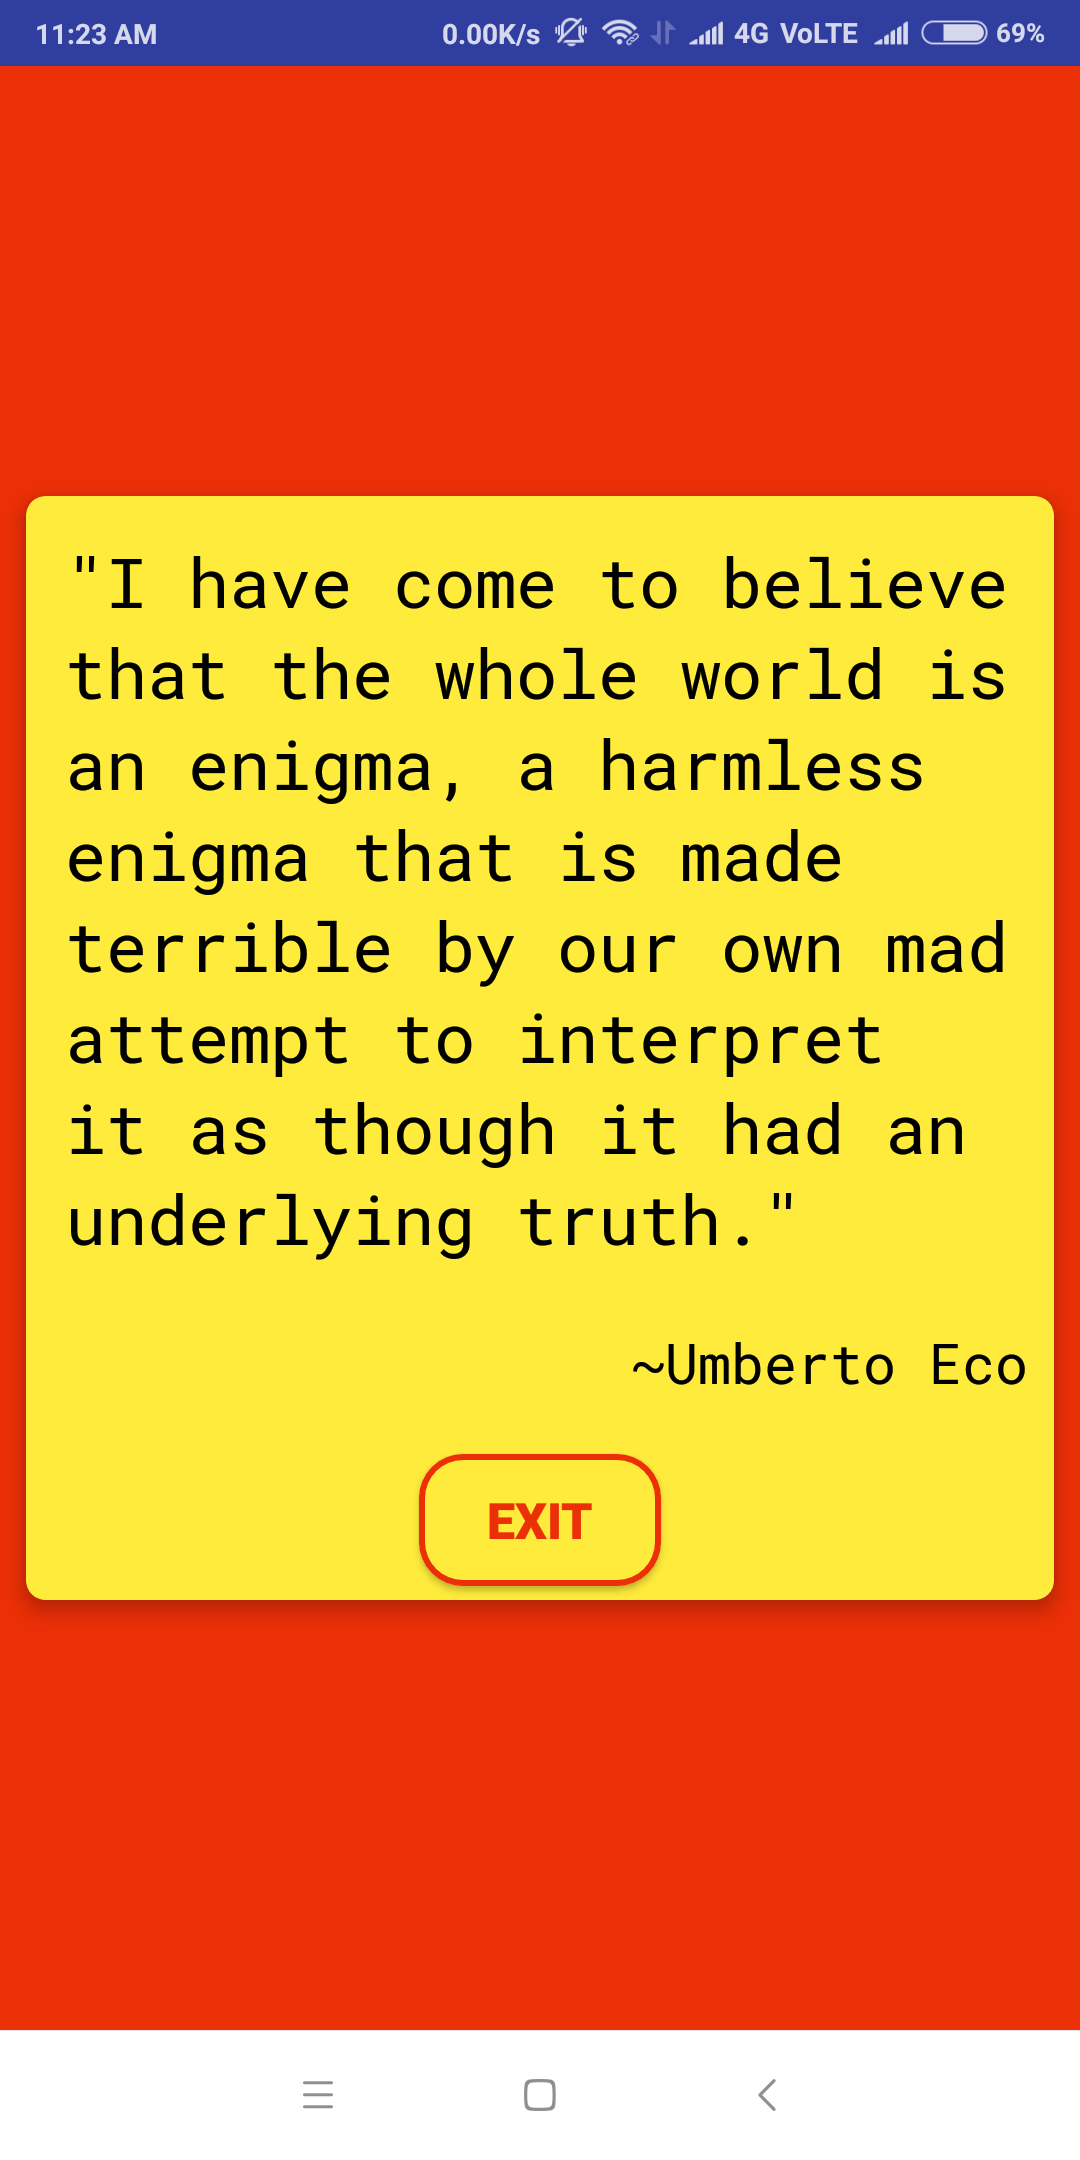 11:23 AM 0.00K/s 4G VoLTE 69%
"I have come to believe
that the whole world is
an enigma, a harmless
enigma that is made
terrible by our own mad
attempt to interpret
it as though it had an
underlying truth."
~Umberto Eco
EXIT